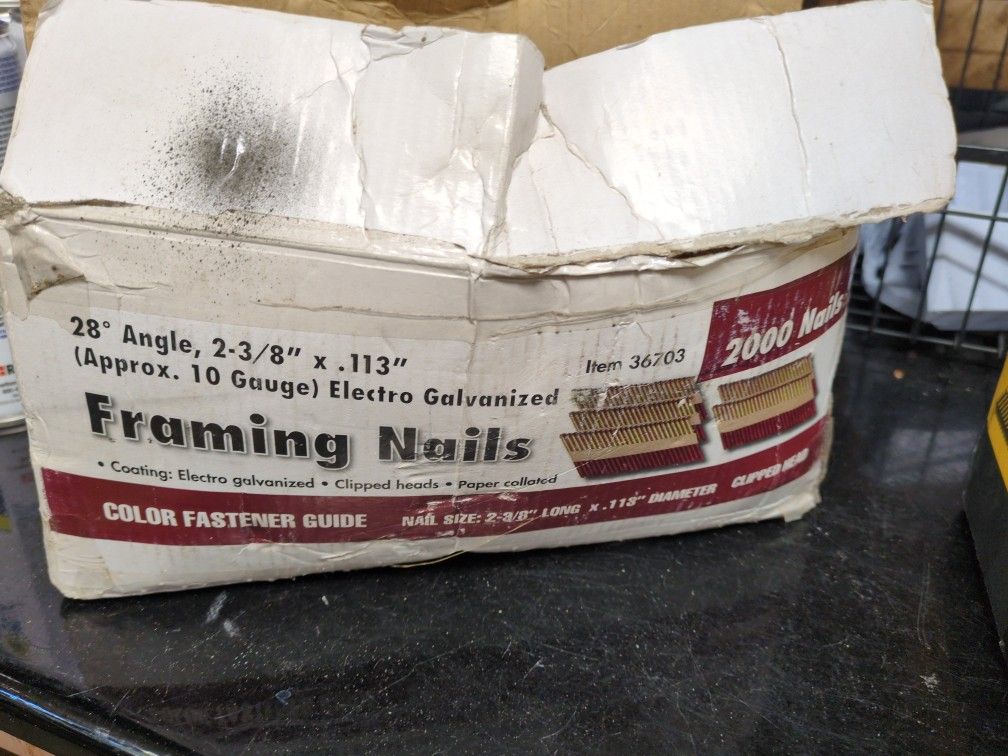 28° Angle, 2-3/8" x .113"
(Approx. 10 Gauge) Electro Galvanized
Framing Nails
• Coating: Electro galvanized • Clipped heads • Paper collated
Item 36703
2000 Nails
COLOR FASTENER GUIDE NAIL SIZE: 2-3/8" LONG x .113" DIAMETER CLIPPED HEAD